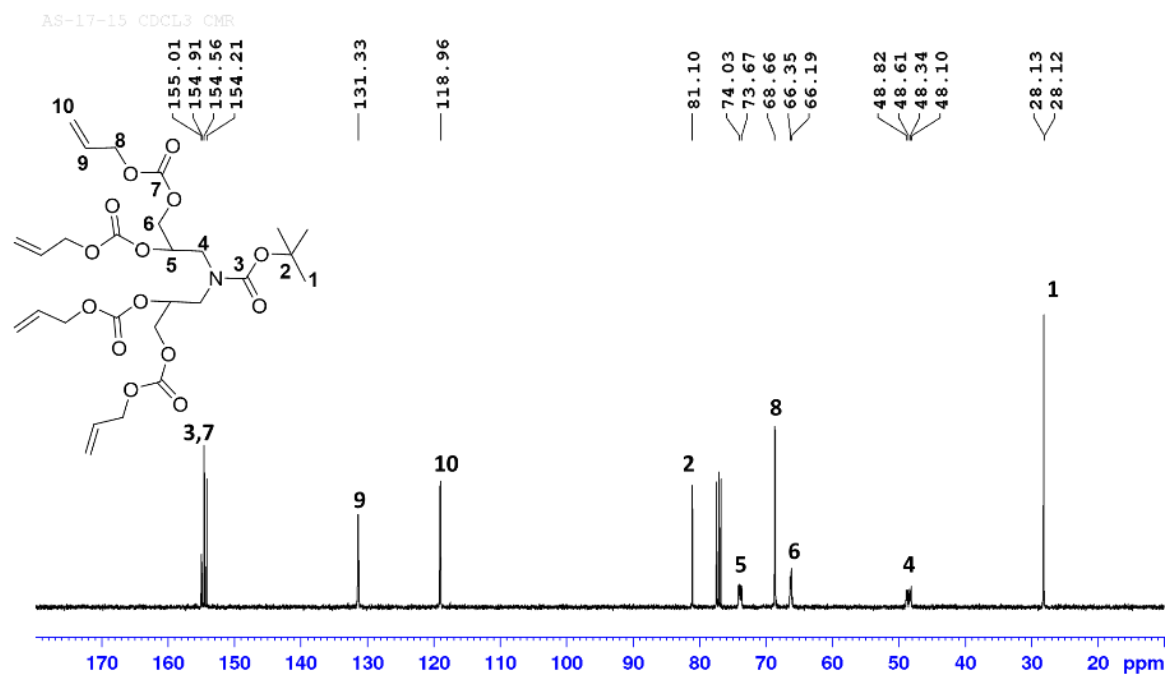 AS-17-15 CDCL3 CMR
155.01
154.91
154.56
154.21
131.33
118.96
81.10
74.03
73.67
68.66
66.35
66.19
48.82
48.61
48.34
48.10
28.13
28.12
10
8
9
O
O
7
O
O
6
O
O
4
O
5
3
2
1
N
O
O
O
O
O
O
O
O
3,7
9
10
2
5
8
6
4
1
170 160 150 140 130 120 110 100 90 80 70 60 50 40 30 20 ppm